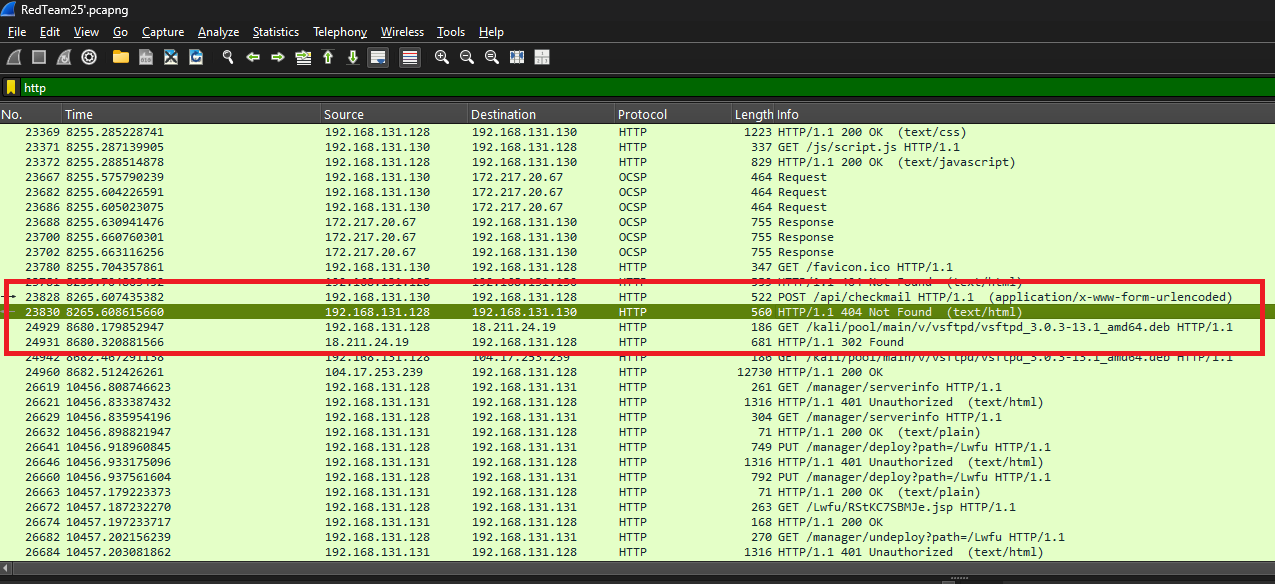 RedTeam25'.pcapng
File Edit View Go Capture Analyze Statistics Telephony Wireless Tools Help
http
No. Time Source Destination Protocol Length Info
23369 8255.285228741 192.168.131.128 192.168.131.130 HTTP 1223 HTTP/1.1 200 OK (text/css)
23371 8255.287139905 192.168.131.130 192.168.131.128 HTTP 337 GET /js/script.js HTTP/1.1
23372 8255.288514878 192.168.131.128 192.168.131.130 HTTP 829 HTTP/1.1 200 OK (text/javascript)
23667 8255.575790239 192.168.131.130 172.217.20.67 OCSP 464 Request
23682 8255.604226591 192.168.131.130 172.217.20.67 OCSP 464 Request
23686 8255.605023075 192.168.131.130 172.217.20.67 OCSP 464 Request
23688 8255.630941476 172.217.20.67 192.168.131.130 OCSP 755 Response
23700 8255.660760301 172.217.20.67 192.168.131.130 OCSP 755 Response
23702 8255.663116256 172.217.20.67 192.168.131.130 OCSP 755 Response
23780 8255.704357861 192.168.131.130 192.168.131.128 HTTP 347 GET /favicon.ico HTTP/1.1
192.168.131.128 192.168.131.130 HTTP HTTP/1.1 404 Not Found (text/html)
23828 8265.607435382 192.168.131.130 192.168.131.128 HTTP 522 POST /api/checkmail HTTP/1.1 (application/x-www-form-urlencoded)
23830 8265.608615660 192.168.131.128 192.168.131.130 HTTP 560 HTTP/1.1 404 Not Found (text/html)
24929 8680.179852947 192.168.131.128 18.211.24.19 HTTP 186 GET /kali/pool/main/v/vsftpd/vsftpd_3.0.3-13.1_amd64.deb HTTP/1.1
24931 8680.320881566 18.211.24.19 192.168.131.128 HTTP 681 HTTP/1.1 302 Found
24942 8682.467291138 192.168.131.128 104.17.253.239 HTTP 186 GET /kali/pool/main/v/vsftpd/vsftpd_3.0.3-13.1_amd64.deb HTTP/1.1
24960 8682.512426261 104.17.253.239 192.168.131.128 HTTP 12730 HTTP/1.1 200 OK
26619 10456.808746623 192.168.131.128 192.168.131.131 HTTP 261 GET /manager/serverinfo HTTP/1.1
26621 10456.833387432 192.168.131.131 192.168.131.128 HTTP 1316 HTTP/1.1 401 Unauthorized (text/html)
26629 10456.835954196 192.168.131.128 192.168.131.131 HTTP 304 GET /manager/serverinfo HTTP/1.1
26632 10456.898821947 192.168.131.131 192.168.131.128 HTTP 71 HTTP/1.1 200 OK (text/plain)
26641 10456.918960845 192.168.131.128 192.168.131.131 HTTP 749 PUT /manager/deploy?path=/Lwfu HTTP/1.1
26646 10456.933175096 192.168.131.131 192.168.131.128 HTTP 1316 HTTP/1.1 401 Unauthorized (text/html)
26660 10456.937561604 192.168.131.128 192.168.131.131 HTTP 792 PUT /manager/deploy?path=/Lwfu HTTP/1.1
26663 10457.179223373 192.168.131.131 192.168.131.128 HTTP 71 HTTP/1.1 200 OK (text/plain)
26672 10457.187232270 192.168.131.128 192.168.131.131 HTTP 263 GET /Lwfu/RStKC7SBMJe.jsp HTTP/1.1
26674 10457.197233717 192.168.131.131 192.168.131.128 HTTP 168 HTTP/1.1 200 OK
26682 10457.202156239 192.168.131.128 192.168.131.131 HTTP 270 GET /manager/undeploy?path=/Lwfu HTTP/1.1
26684 10457.203081862 192.168.131.131 192.168.131.128 HTTP 1316 HTTP/1.1 401 Unauthorized (text/html)